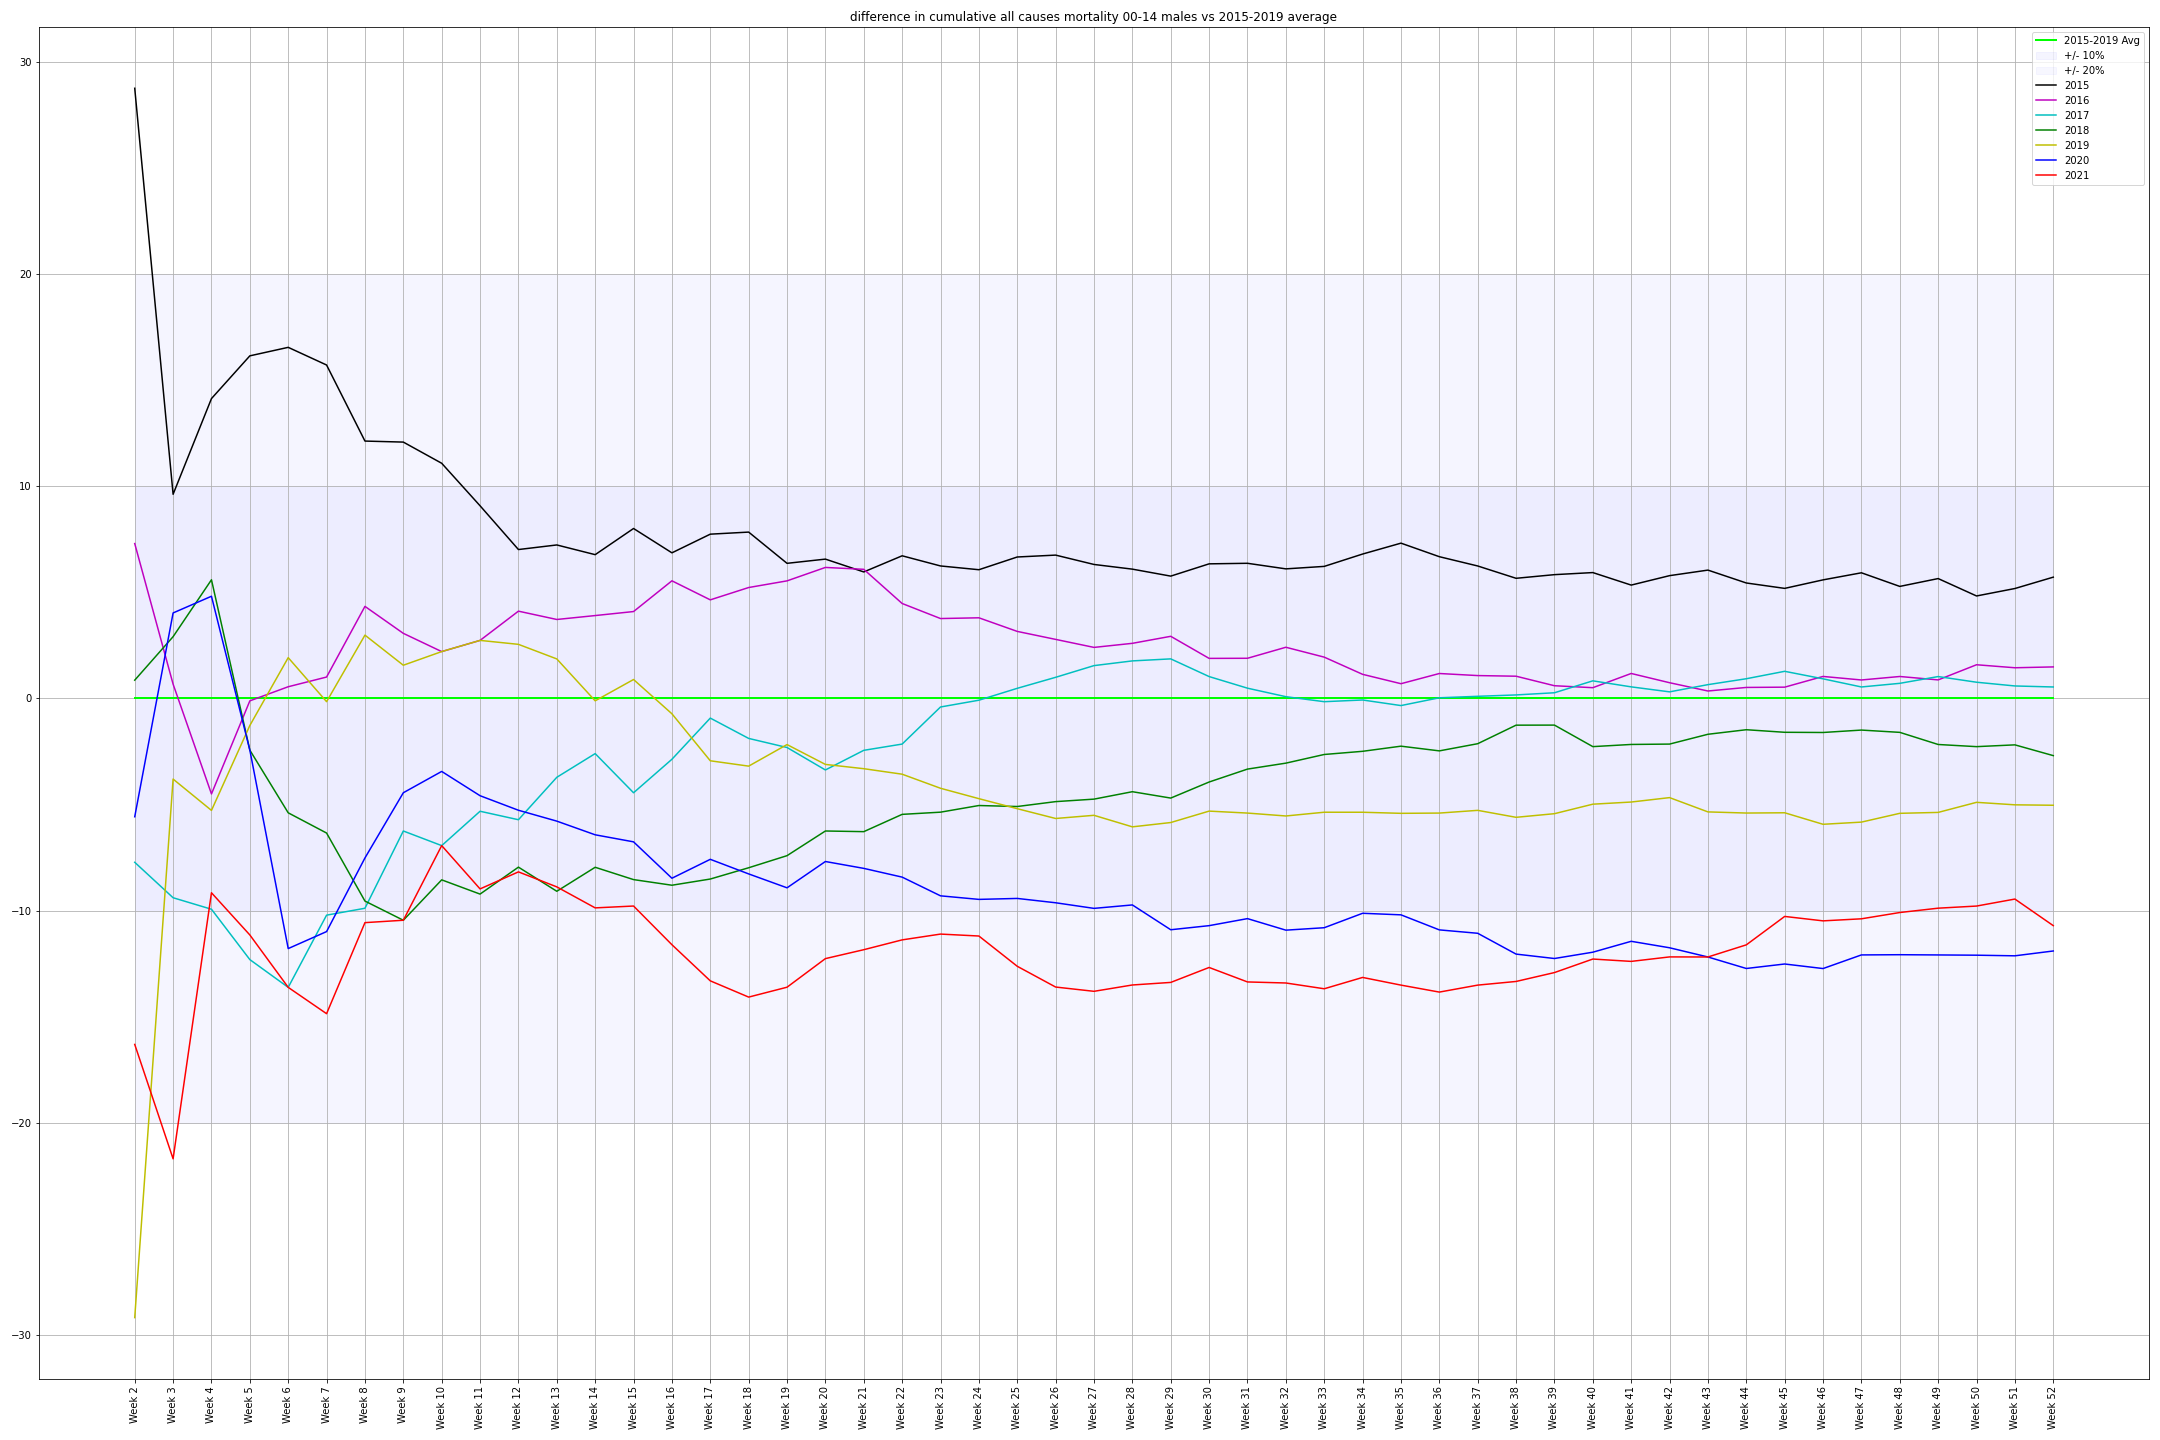 difference in cumulative all causes mortality 00-14 males vs 2015-2019 average
2015-2019 Avg
+/- 10%
+/- 20%
2015
2016
2017
2018
2019
2020
2021
30
20
10
0
−10
−20
−30
Week 2
Week 3
Week 4
Week 5
Week 6
Week 7
Week 8
Week 9
Week 10
Week 11
Week 12
Week 13
Week 14
Week 15
Week 16
Week 17
Week 18
Week 19
Week 20
Week 21
Week 22
Week 23
Week 24
Week 25
Week 26
Week 27
Week 28
Week 29
Week 30
Week 31
Week 32
Week 33
Week 34
Week 35
Week 36
Week 37
Week 38
Week 39
Week 40
Week 41
Week 42
Week 43
Week 44
Week 45
Week 46
Week 47
Week 48
Week 49
Week 50
Week 51
Week 52